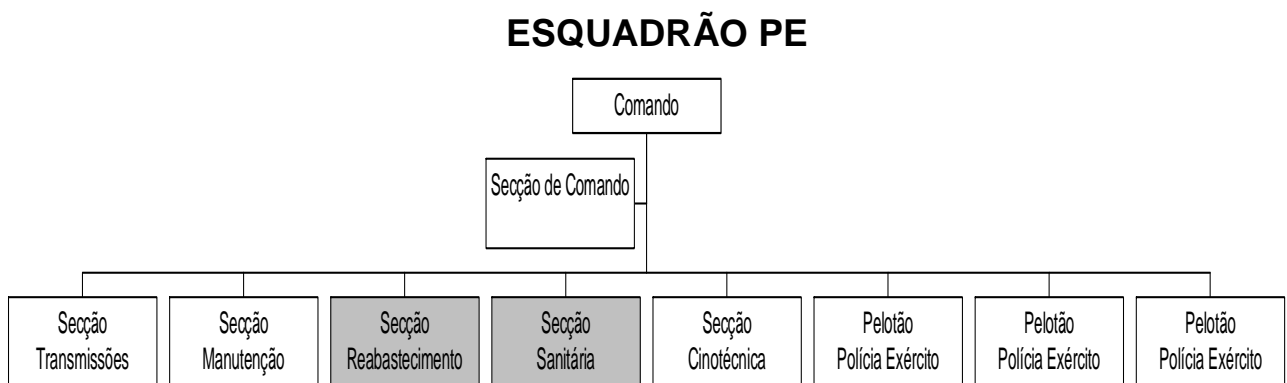 ESQUADRÃO PE
Comando
Secção de Comando
Secção
Transmissões
Secção
Manutenção
Secção
Reabastecimento
Secção
Sanitária
Secção
Cinotécnica
Pelotão
Polícia Exército
Pelotão
Polícia Exército
Pelotão
Polícia Exército